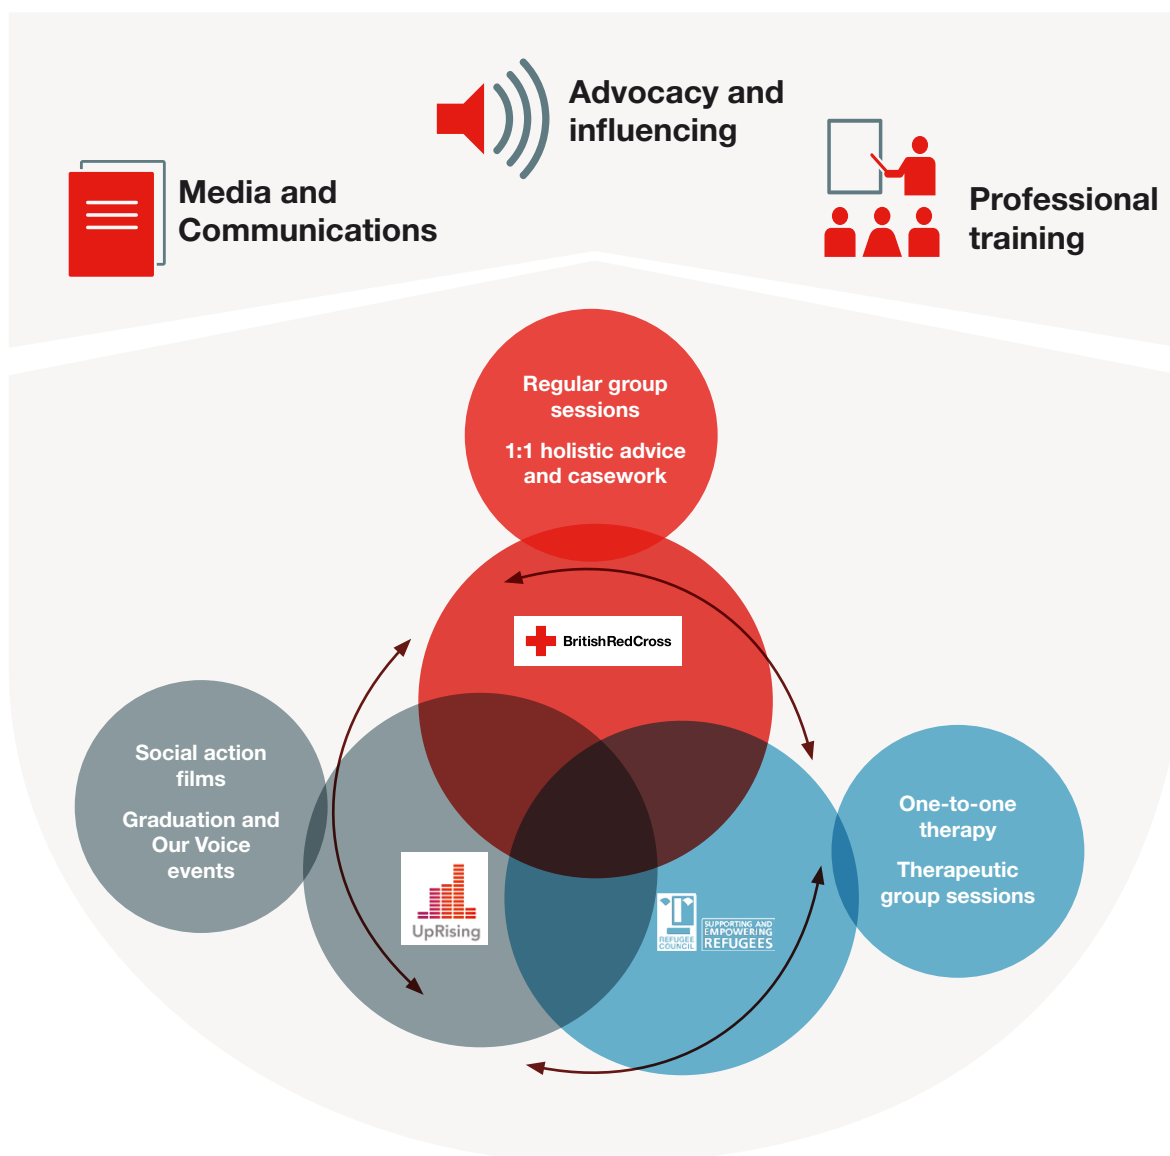 Advocacy and
influencing
Media and
Communications
Professional
training
Regular group
sessions
1:1 holistic advice
and casework
BritishRedCross
Social action
films
Graduation and
Our Voice
events
One-to-one
therapy
Therapeutic
group sessions
UpRising
REFUGEE
COUNCIL
SUPPORTING AND
EMPOWERING
REFUGEES